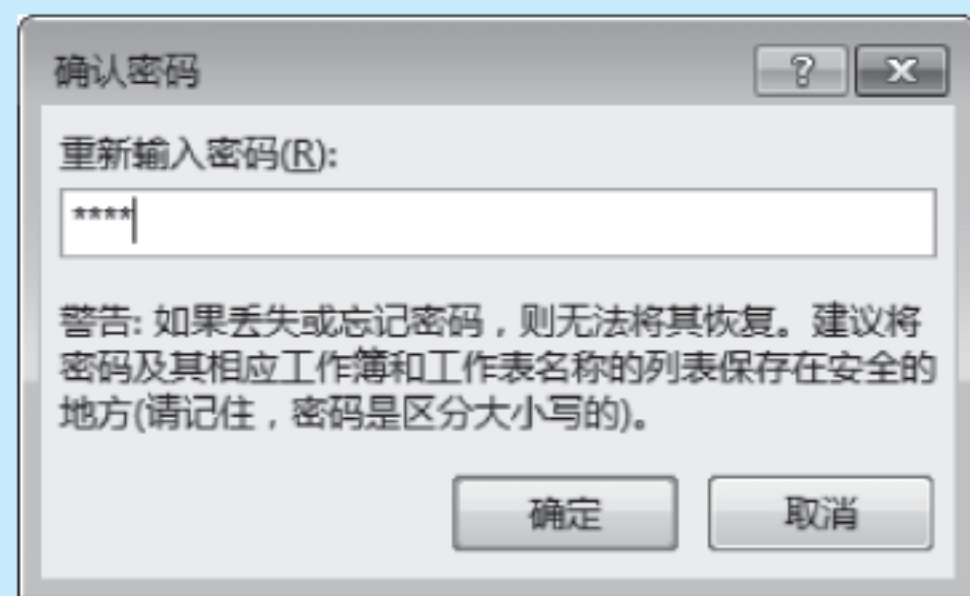 确认密码
重新输入密码(R):
****
警告: 如果丢失或忘记密码，则无法将其恢复。建议将
密码及其相应工作簿和工作表名称的列表保存在安全的
地方(请记住，密码是区分大小写的)。
确定 取消